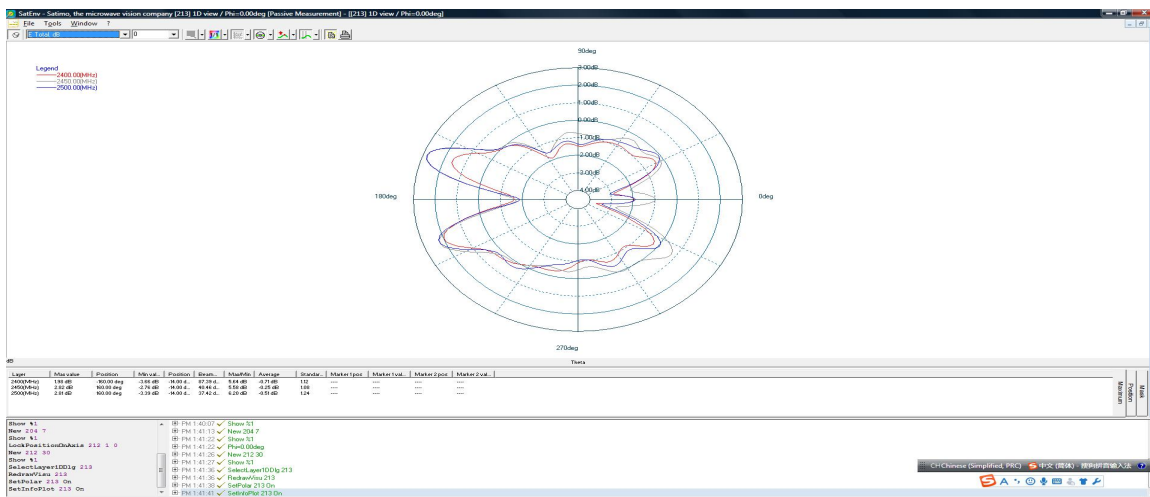 SatEnv - Satimo, the microwave vision company [213] 1D view / Phi=0.00deg [Passive Measurement] - [[213] 1D view / Phi=0.00deg]
File Tools Window ?
E Total dB 0
90deg
Legend
2400.00(MHz)
2450.00(MHz)
2500.00(MHz)
3.00dB
2.00dB
1.00dB
0.00dB
-1.00dB
-2.00dB
-3.00dB
-4.00dB
180deg
0deg
270deg
dB Theta
Layer Max value Position Min val... Position Beam... Max/Min Average Standar... Marker 1 pos Marker 1 val... Marker 2 pos Marker 2 val...
2400(MHz) -160.00 deg -3.66 dB -14.00 d... 37.39 d... 5.64 dB -0.71 dB 1.12 ---- ---- ---- ----
2450(MHz) 160.00 deg -2.76 dB -14.00 d... 40.46 d... 5.58 dB -0.25 dB ---- ---- ---- ----
2500(MHz) 2.81 dB 160.00 deg -3.39 dB -14.00 d... 37.42 d... 6.20 dB -0.51 dB 1.24 ---- ---- ---- ----
Maximum
Position
Mask
Show %1
New 204 7
Show %1
LockPositionOnAxis 212 1 0
New 212 30
Show %1
SelectLayer1DDlg 213
RedrawVisu 213
SetPolar 213 On
SetInfoPlot 213 On
PM 1:40:07 Show %1
PM 1:41:13 New 204 7
PM 1:41:22 Show %1
PM 1:41:22 Phi=0.00deg
PM 1:41:26 New 212 30
PM 1:41:27 Show %1
PM 1:41:36 SelectLayer1DDlg 213
PM 1:41:36 RedrawVisu 213
PM 1:41:38 SetPolar 213 On
PM 1:41:41 SetInfoPlot 213 On
CH Chinese (Simplified, PRC) 中文 (简体) - 搜狗拼音输入法
S A